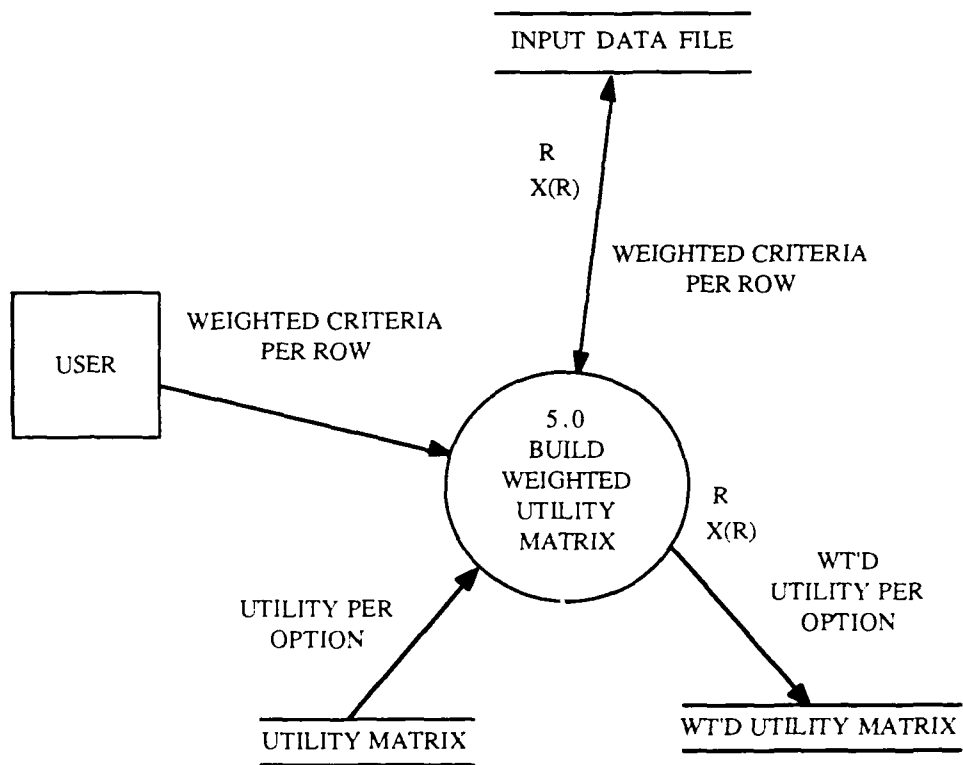 INPUT DATA FILE
R
X(R)
WEIGHTED CRITERIA
PER ROW
WEIGHTED CRITERIA
PER ROW
USER
5.0
BUILD
WEIGHTED
UTILITY
MATRIX
R
X(R)
WT'D
UTILITY PER
OPTION
UTILITY PER
OPTION
UTILITY MATRIX
WT'D UTILITY MATRIX